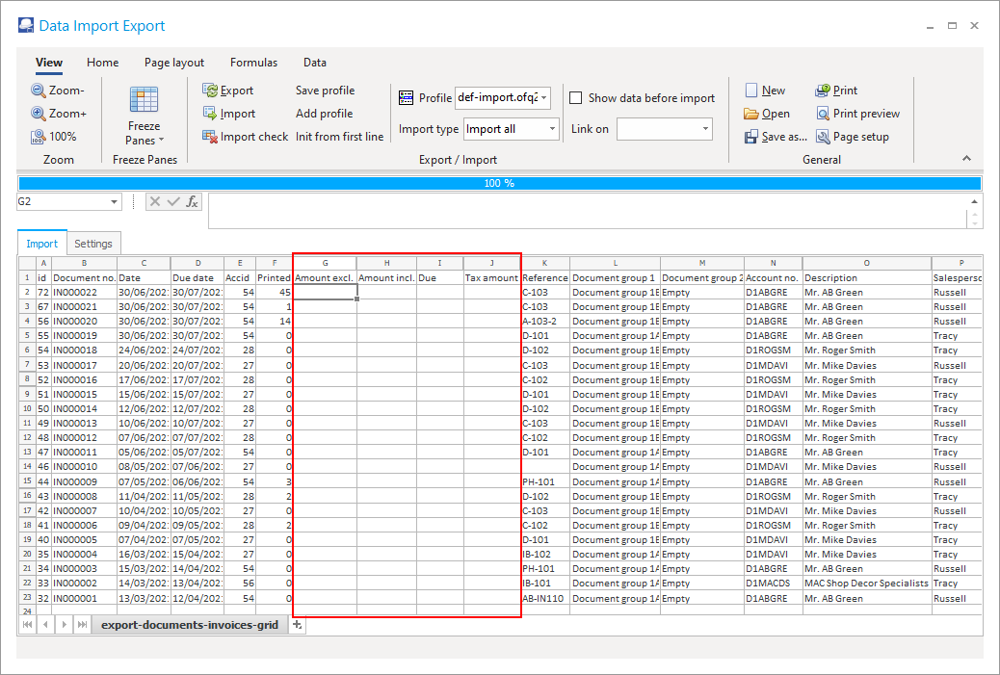 Data Import Export
View Home Page layout Formulas Data
Zoom- Export Save profile Profile def-import.ofq2 Show data before import New Print
Zoom+ Freeze Panes Import Add profile Open Print preview
100% Import check Init from first line Import type Import all Link on Save as... Page setup
Zoom Freeze Panes Export / Import General
100 %
G2 fx
Import Settings
A B C D E F G H I J K L M N O P
1 id Document no. Date Due date Accid Printed Amount excl. Amount incl. Due Tax amount Reference Document group 1 Document group 2 Account no. Description Salesperso
2 72 IN000022 30/06/202 30/07/202 54 45 C-103 Document group 1B Empty D1ABGRE Mr. AB Green Russell
3 67 IN000021 30/06/202 30/07/202 54 1 C-103 Document group 1B Empty D1ABGRE Mr. AB Green Russell
4 56 IN000020 30/06/202 30/07/202 54 14 A-103-2 Document group 1B Empty D1ABGRE Mr. AB Green Russell
5 55 IN000019 30/06/202 30/07/202 54 0 D-101 Document group 1A Empty D1ABGRE Mr. AB Green Tracy
6 54 IN000018 24/06/202 24/07/202 28 0 D-102 Document group 1B Empty D1ROGSM Mr. Roger Smith Tracy
7 53 IN000017 20/06/202 20/07/202 27 0 C-103 Document group 1B Empty D1MDAVI Mr. Mike Davies Russell
8 52 IN000016 17/06/202 17/07/202 28 0 C-102 Document group 1B Empty D1ROGSM Mr. Roger Smith Tracy
9 51 IN000015 15/06/202 15/07/202 27 0 D-101 Document group 1A Empty D1MDAVI Mr. Mike Davies Tracy
10 50 IN000014 12/06/202 12/07/202 28 0 D-102 Document group 1B Empty D1ROGSM Mr. Roger Smith Tracy
11 49 IN000013 10/06/202 10/07/202 27 0 C-103 Document group 1B Empty D1MDAVI Mr. Mike Davies Russell
12 48 IN000012 07/06/202 07/07/202 28 0 C-102 Document group 1B Empty D1ROGSM Mr. Roger Smith Tracy
13 47 IN000011 05/06/202 05/07/202 54 0 D-101 Document group 1A Empty D1ABGRE Mr. AB Green Tracy
14 46 IN000010 08/05/202 07/06/202 27 0 Document group 1A Empty D1MDAVI Mr. Mike Davies Russell
15 44 IN000009 07/05/202 06/06/202 54 3 PH-101 Document group 1A Empty D1ABGRE Mr. AB Green Russell
16 43 IN000008 11/04/202 11/05/202 28 2 D-102 Document group 1B Empty D1ROGSM Mr. Roger Smith Tracy
17 42 IN000007 10/04/202 10/05/202 27 0 C-103 Document group 1B Empty D1MDAVI Mr. Mike Davies Russell
18 41 IN000006 09/04/202 09/05/202 28 2 C-102 Document group 1B Empty D1ROGSM Mr. Roger Smith Tracy
19 40 IN000005 07/04/202 07/05/202 27 0 D-101 Document group 1A Empty D1MDAVI Mr. Mike Davies Tracy
20 35 IN000004 16/03/202 15/04/202 27 0 IB-102 Document group 1A Empty D1MDAVI Mr. Mike Davies Tracy
21 34 IN000003 15/03/202 14/04/202 54 0 PH-101 Document group 1A Empty D1ABGRE Mr. AB Green Russell
22 33 IN000002 14/03/202 13/04/202 56 0 IB-101 Document group 1A Empty D1MACDS MAC Shop Decor Specialists Tracy
23 32 IN000001 13/03/202 12/04/202 54 0 AB-IN110 Document group 1A Empty D1ABGRE Mr. AB Green Russell
24
export-documents-invoices-grid